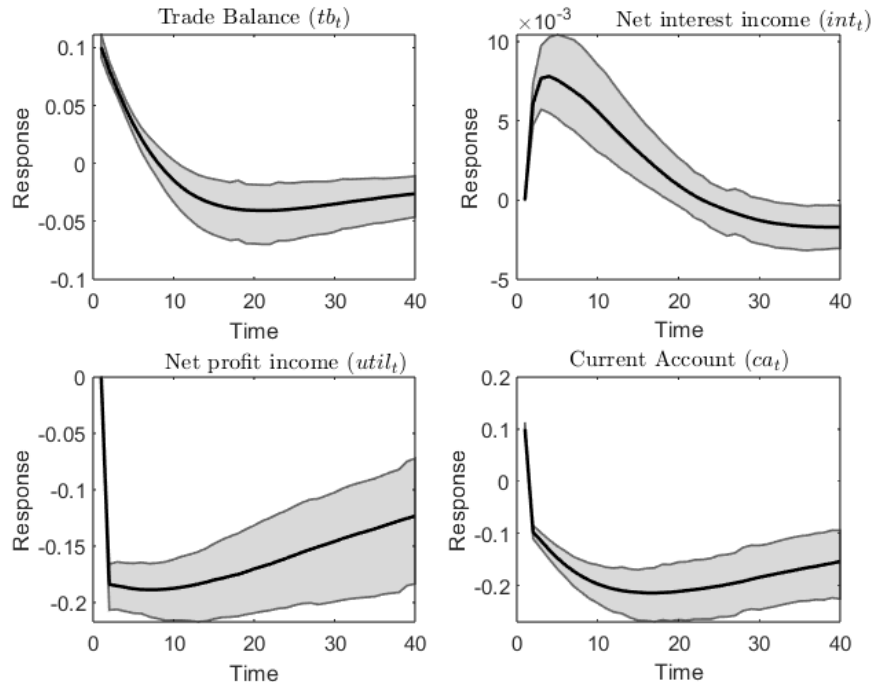 Trade Balance (tb_t)
0.1
0.05
0
-0.05
-0.1
Response
0 10 20 30 40
Time
Net interest income (int_t)
×10^-3
10
5
0
-5
Response
0 10 20 30 40
Time
Net profit income (util_t)
0
-0.05
-0.1
-0.15
-0.2
Response
0 10 20 30 40
Time
Current Account (ca_t)
0.2
0.1
0
-0.1
-0.2
Response
0 10 20 30 40
Time